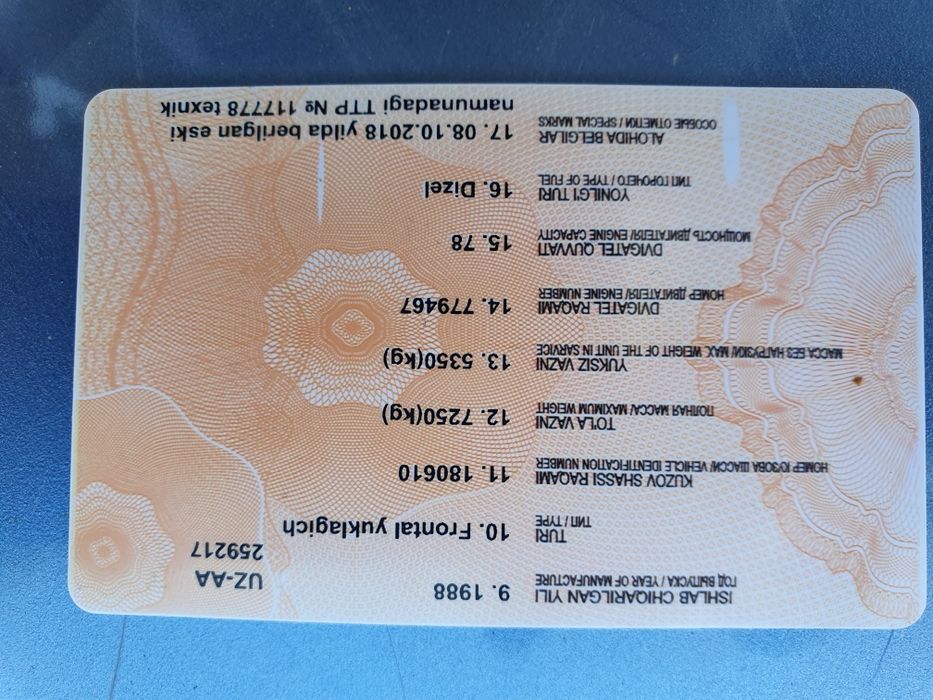 ISHLAB CHIQARILGAN YILI 9. 1988
ГОД ВЫПУСКА / YEAR OF MANUFACTURE
UZ-AA
259217
TURI 10. Frontal yuklagich
ТИП / TYPE
KUZOV SHASSI RAQAMI 11. 180610
НОМЕР КУЗОВА ШАССИ/ VEHICLE IDENTIFICATION NUMBER
TO'LA VAZNI 12. 7250(kg)
ПОЛНАЯ МАССА/ MAXIMUM WEIGHT
YUKSIZ VAZNI 13. 5350(kg)
МАССА БЕЗ НАГРУЗКИ/ MAX. WEIGHT OF THE UNIT IN SARVICE
DVIGATEL RAQAMI 14. 779467
НОМЕР ДВИГАТЕЛЯ/ ENGINE NUMBER
DVIGATEL QUVVATI 15. 78
МОЩНОСТЬ ДВИГАТЕЛЯ/ ENGINE CAPACITY
YONILG'I TURI 16. Dizel
ТИП ГОРЮЧЕГО / TYPE OF FUEL
ALOHIDA BELGILAR 17. 08.10.2018 yilda berilgan eski
ОСОБЫЕ ОТМЕТКИ / SPECIAL MARKS
namunadagi TTP № 117778 texnik